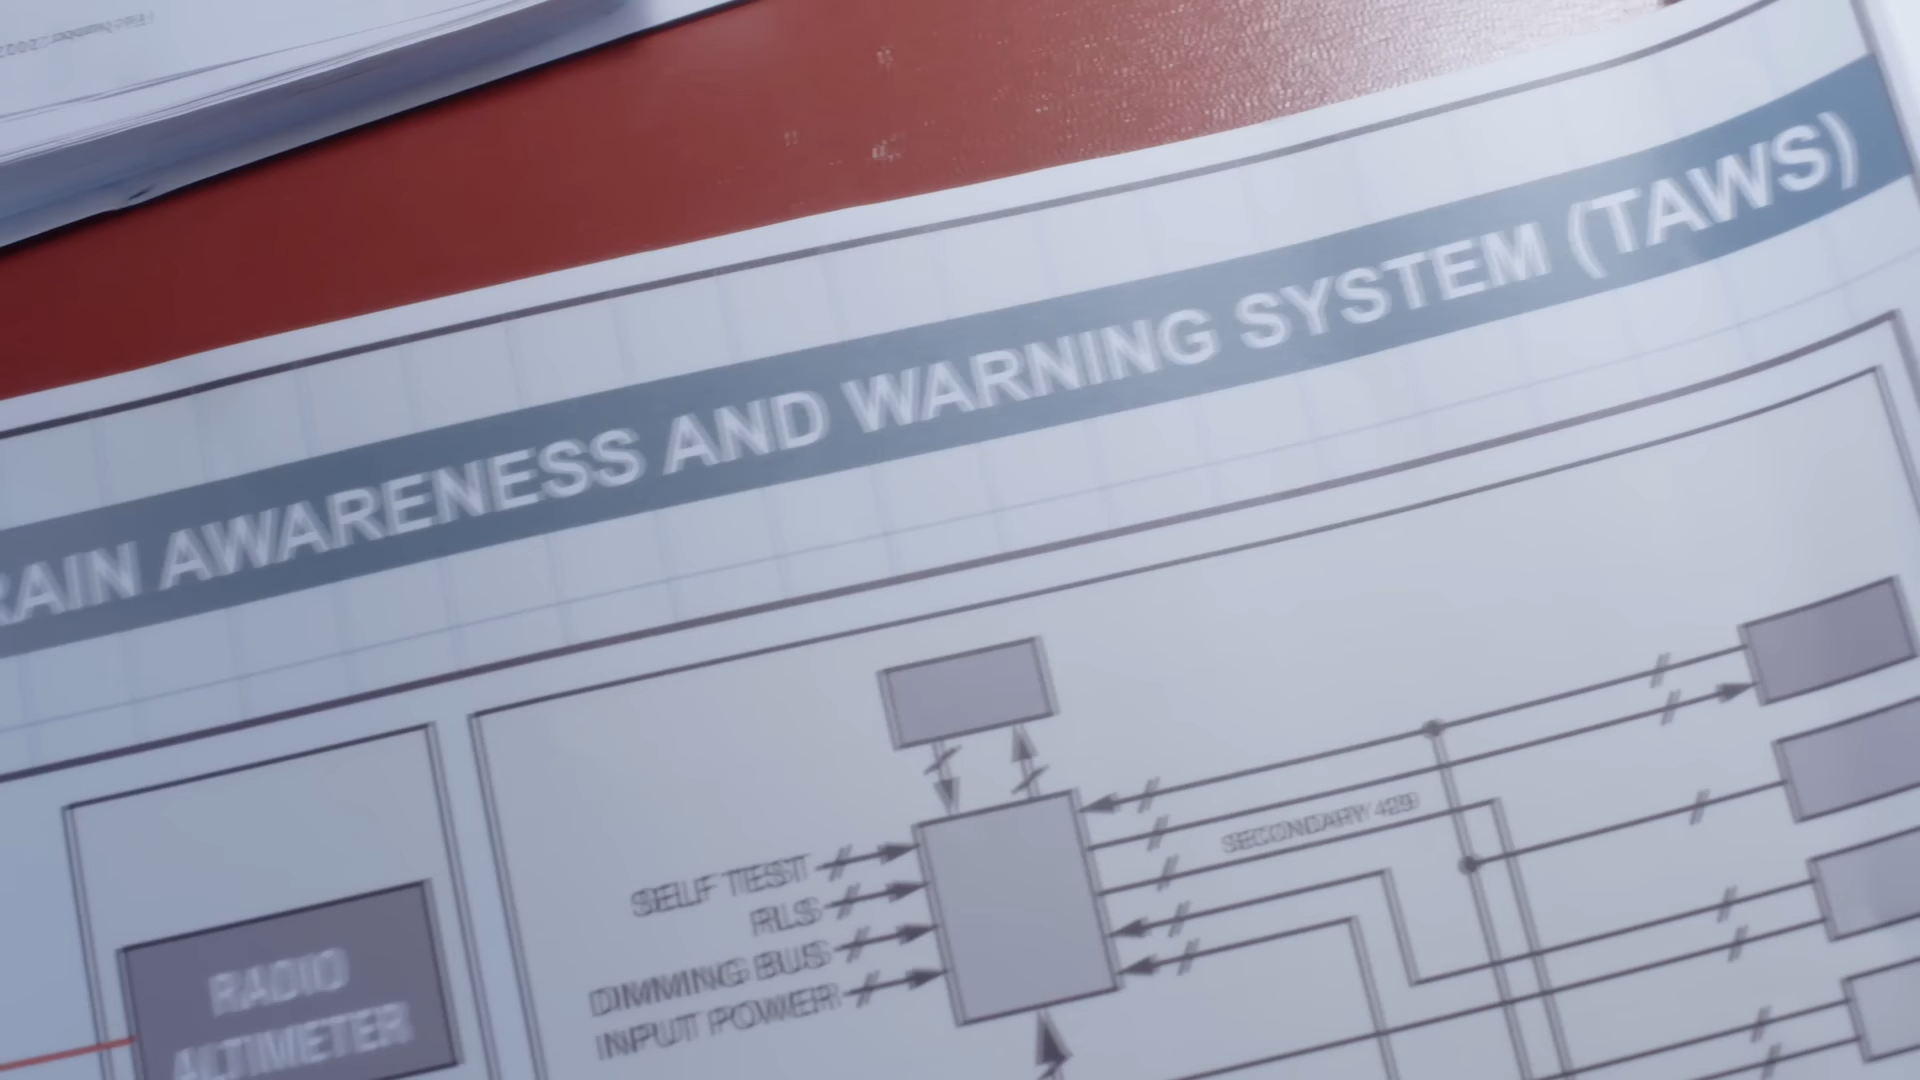 RAIN AWARENESS AND WARNING SYSTEM (TAWS)
SECONDARY 429
SELF TEST
RLS
DIMMING BUS
INPUT POWER
RADIO
ALTIMETER